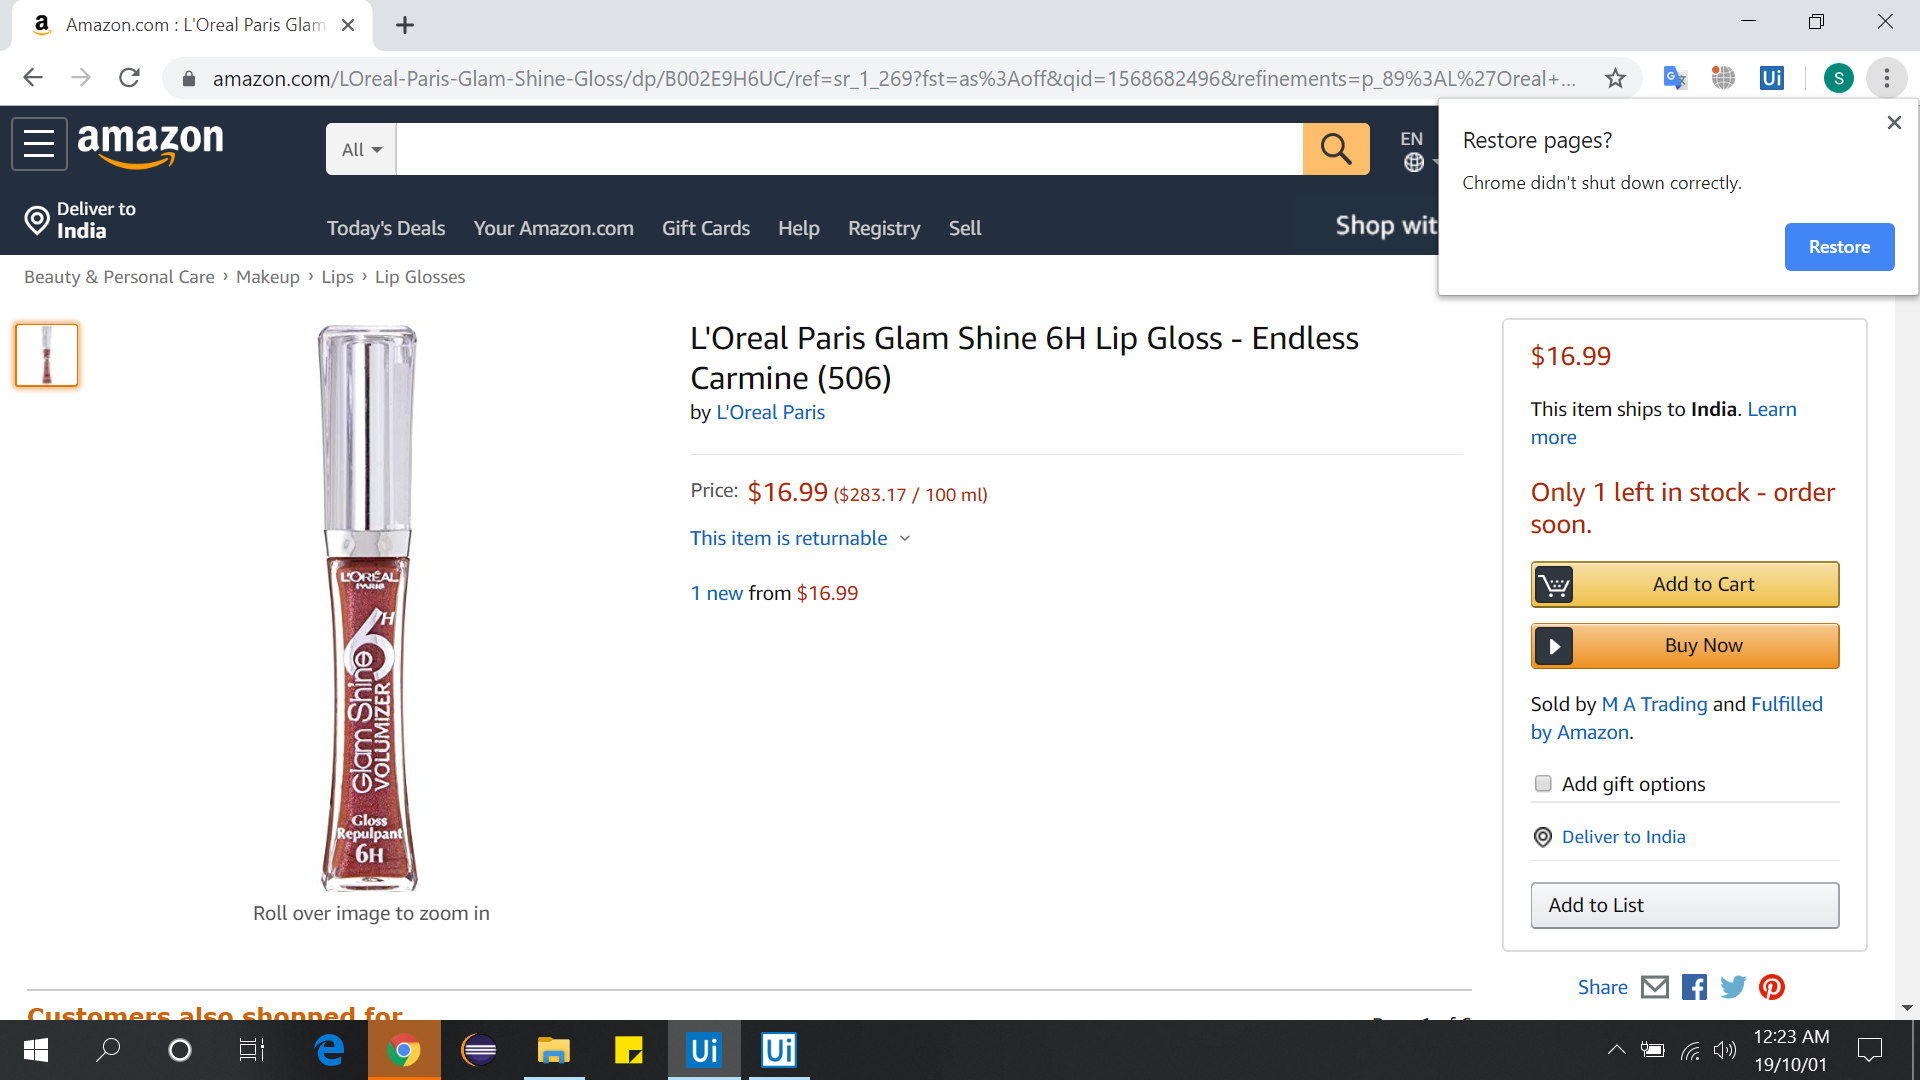 Amazon.com : L'Oreal Paris Glam
amazon.com/LOreal-Paris-Glam-Shine-Gloss/dp/B002E9H6UC/ref=sr_1_269?fst=as%3Aoff&qid=1568682496&refinements=p_89%3AL%27Oreal+...
Ui
S
Restore pages?
Chrome didn't shut down correctly.
Restore
amazon
All
EN
Deliver to
India
Today's Deals
Your Amazon.com
Gift Cards
Help
Registry
Sell
Shop wit
Beauty & Personal Care › Makeup › Lips › Lip Glosses
L'ORÉAL
PARIS
6H
Glam Shine
VOLUMIZER
Gloss
Repulpant
6H
Roll over image to zoom in
L'Oreal Paris Glam Shine 6H Lip Gloss - Endless
Carmine (506)
by L'Oreal Paris
Price: $16.99 ($283.17 / 100 ml)
This item is returnable
1 new from $16.99
$16.99
This item ships to India. Learn
more
Only 1 left in stock - order
soon.
Add to Cart
Buy Now
Sold by M A Trading and Fulfilled
by Amazon.
Add gift options
Deliver to India
Add to List
Share
Customers also shopped for
Ui
Ui
12:23 AM
19/10/01